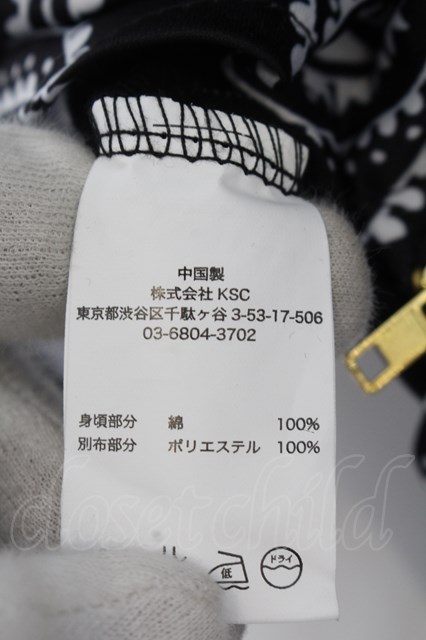 中国製
株式会社 KSC
東京都渋谷区千駄ヶ谷 3-53-17-506
03-6804-3702
身頃部分 綿 100%
別布部分 ポリエステル 100%
低 ドライ
closet child